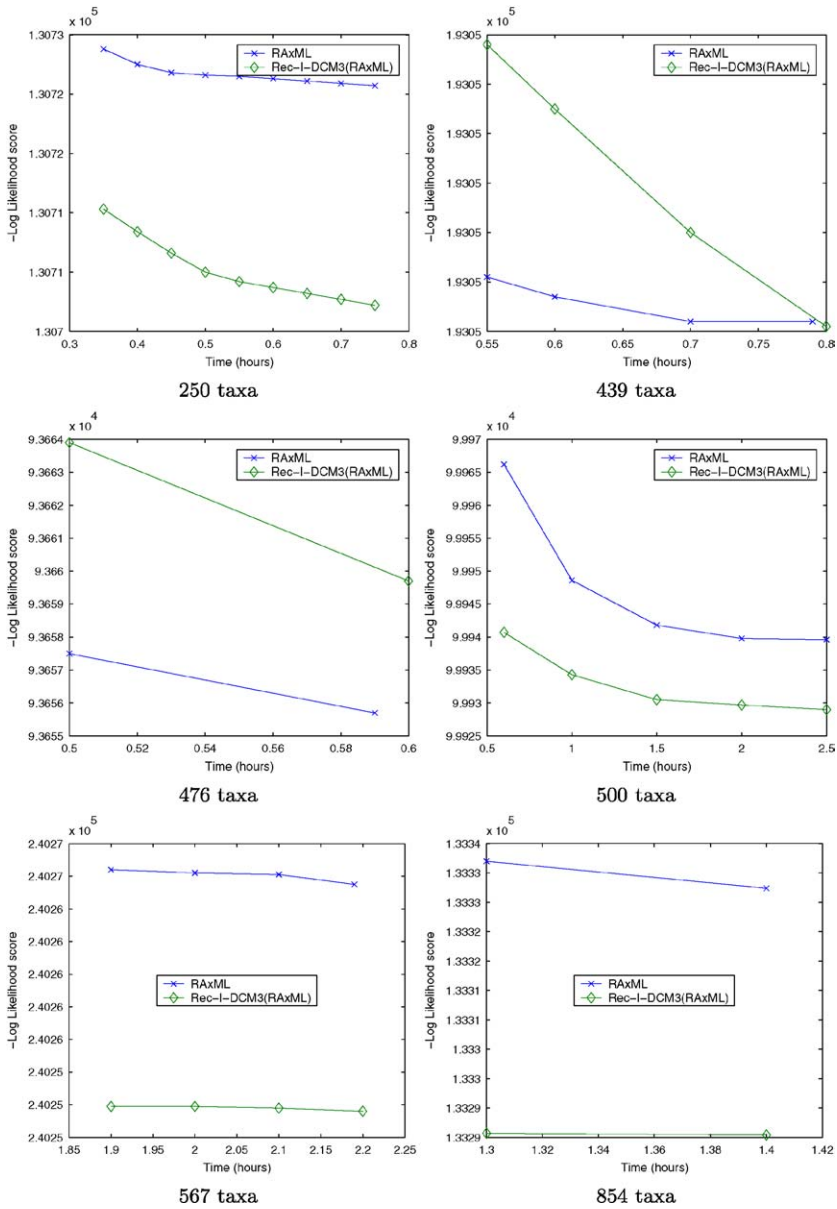 x 10^5
1.3073
1.3072
1.3072
1.3071
1.3071
1.307
−Log Likelihood score
0.3 0.4 0.5 0.6 0.7 0.8
Time (hours)
RAxML
Rec−I−DCM3(RAxML)
250 taxa
x 10^5
1.9305
1.9305
1.9305
1.9305
1.9305
1.9305
1.9305
−Log Likelihood score
0.55 0.6 0.65 0.7 0.75 0.8
Time (hours)
RAxML
Rec−I−DCM3(RAxML)
439 taxa
x 10^4
9.3664
9.3663
9.3662
9.3661
9.366
9.3659
9.3658
9.3657
9.3656
9.3655
−Log Likelihood score
0.5 0.52 0.54 0.56 0.58 0.6
Time (hours)
RAxML
Rec−I−DCM3(RAxML)
476 taxa
x 10^4
9.997
9.9965
9.996
9.9955
9.995
9.9945
9.994
9.9935
9.993
9.9925
−Log Likelihood score
0.5 1 1.5 2 2.5
Time (hours)
RAxML
Rec−I−DCM3(RAxML)
500 taxa
x 10^5
2.4027
2.4027
2.4026
2.4026
2.4026
2.4026
2.4025
2.4025
−Log Likelihood score
1.85 1.9 1.95 2 2.05 2.1 2.15 2.2 2.25
Time (hours)
RAxML
Rec−I−DCM3(RAxML)
567 taxa
x 10^5
1.3334
1.3333
1.3332
1.3331
1.3331
1.333
1.333
1.3329
1.3329
−Log Likelihood score
1.3 1.32 1.34 1.36 1.38 1.4 1.42
Time (hours)
RAxML
Rec−I−DCM3(RAxML)
854 taxa